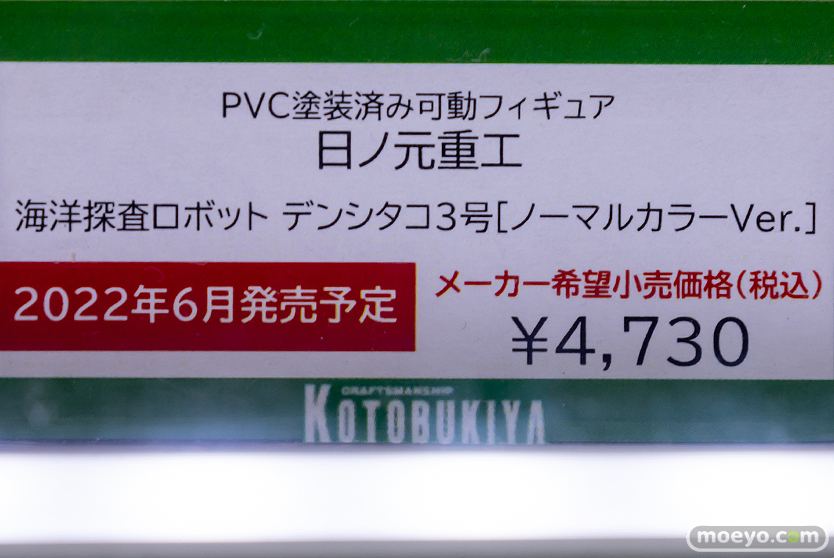 PVC塗装済み可動フィギュア
日ノ元重工
海洋探査ロボット デンシタコ3号[ノーマルカラーVer.]
2022年6月発売予定
メーカー希望小売価格(税込)
¥4,730
CRAFTSMANSHIP
KOTOBUKIYA
moeyo.com